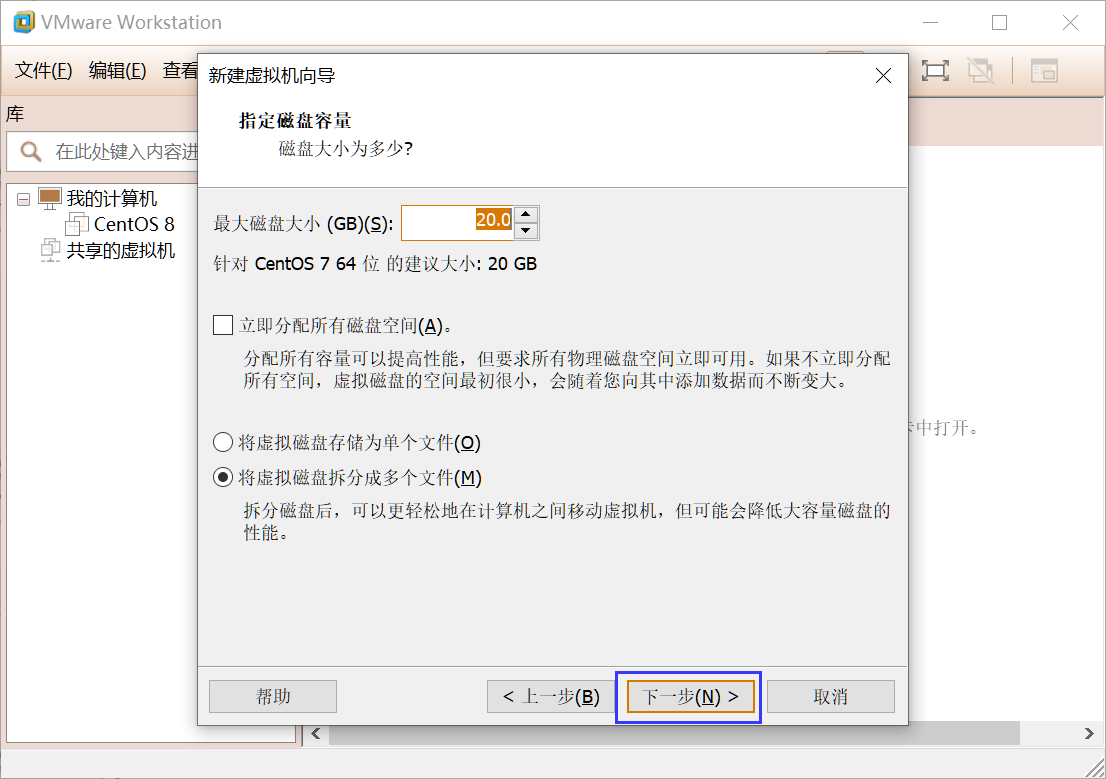 VMware Workstation
文件(F) 编辑(E) 查看
新建虚拟机向导
库
指定磁盘容量
磁盘大小为多少?
在此处键入内容进
我的计算机
CentOS 8
共享的虚拟机
最大磁盘大小 (GB)(S): 20.0
针对 CentOS 7 64 位 的建议大小: 20 GB
立即分配所有磁盘空间(A)。
分配所有容量可以提高性能，但要求所有物理磁盘空间立即可用。如果不立即分配
所有空间，虚拟磁盘的空间最初很小，会随着您向其中添加数据而不断变大。
中打开。
将虚拟磁盘存储为单个文件(O)
将虚拟磁盘拆分成多个文件(M)
拆分磁盘后，可以更轻松地在计算机之间移动虚拟机，但可能会降低大容量磁盘的
性能。
帮助 < 上一步(B) 下一步(N) > 取消